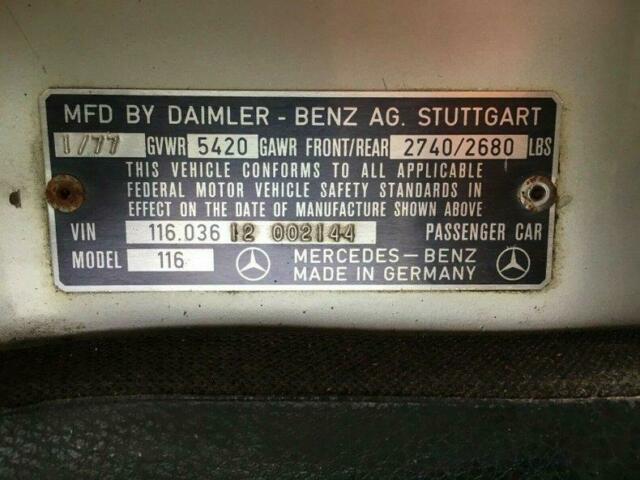 MFD BY DAIMLER - BENZ AG. STUTTGART
1/77 GVWR 5420 GAWR FRONT/REAR 2740/2680 LBS
THIS VEHICLE CONFORMS TO ALL APPLICABLE
FEDERAL MOTOR VEHICLE SAFETY STANDARDS IN
EFFECT ON THE DATE OF MANUFACTURE SHOWN ABOVE
VIN 116.036 12 002144 PASSENGER CAR
MODEL 116 MERCEDES-BENZ
MADE IN GERMANY